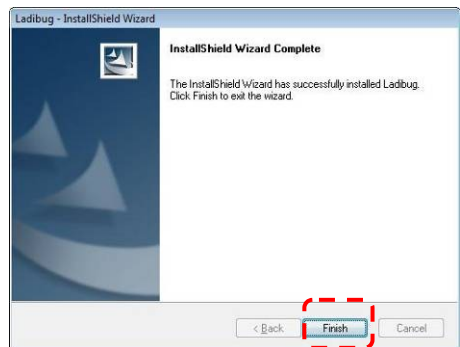 Ladibug - InstallShield Wizard
InstallShield Wizard Complete
The InstallShield Wizard has successfully installed Ladibug.
Click Finish to exit the wizard.
< Back
Finish
Cancel